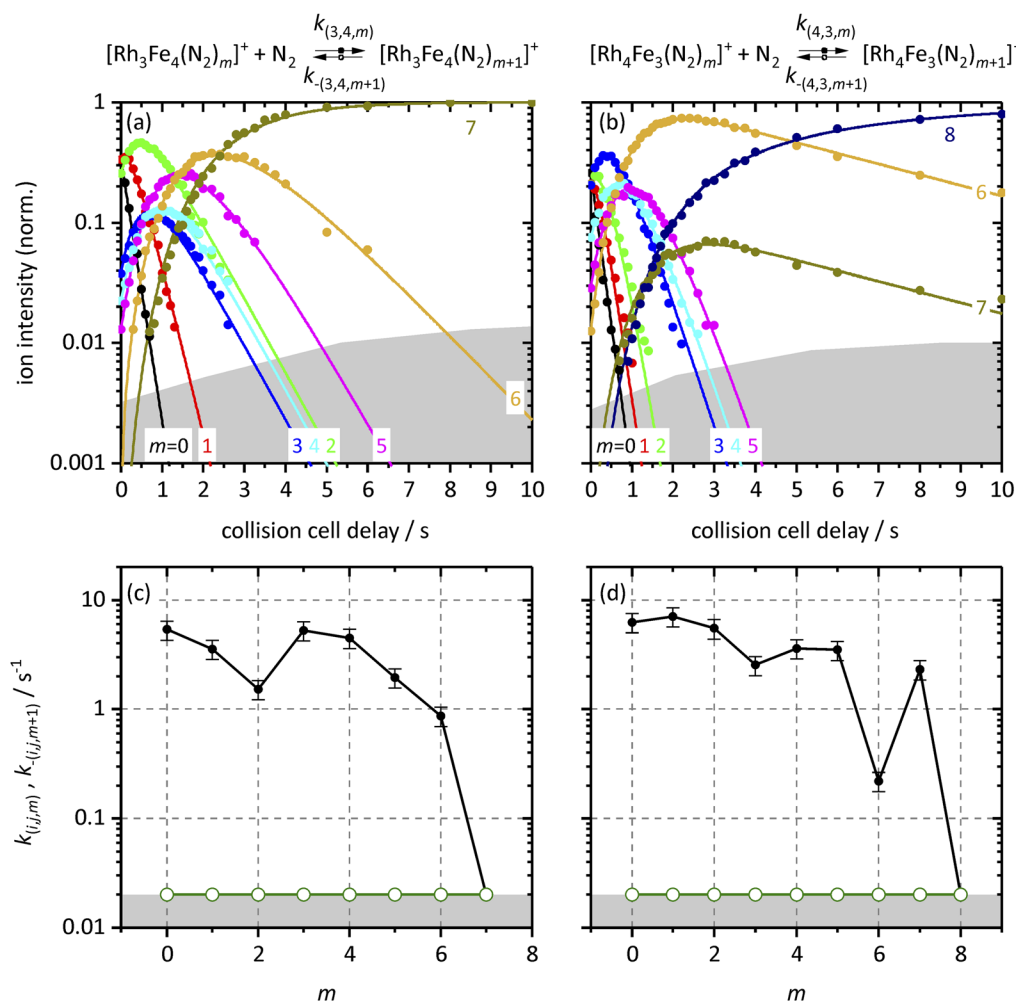 k(3,4,m) k(4,3,m)
[Rh3Fe4(N2)m]+ + N2 ⇌ [Rh3Fe4(N2)m+1]+ [Rh4Fe3(N2)m]+ + N2 ⇌ [Rh4Fe3(N2)m+1]+
k-(3,4,m+1) k-(4,3,m+1)
1 (a) 7 (b) 8
0.1 6
0.01 7
ion intensity (norm.)
m=0 1 3 4 2 5 6 m=0 1 2 3 4 5
0.001
0 1 2 3 4 5 6 7 8 9 10 0 1 2 3 4 5 6 7 8 9 10
collision cell delay / s collision cell delay / s
(c) (d)
10
1
0.1
0.01
k(i,j,m) , k-(i,j,m+1) / s-1
0 2 4 6 8 0 2 4 6 8
m m